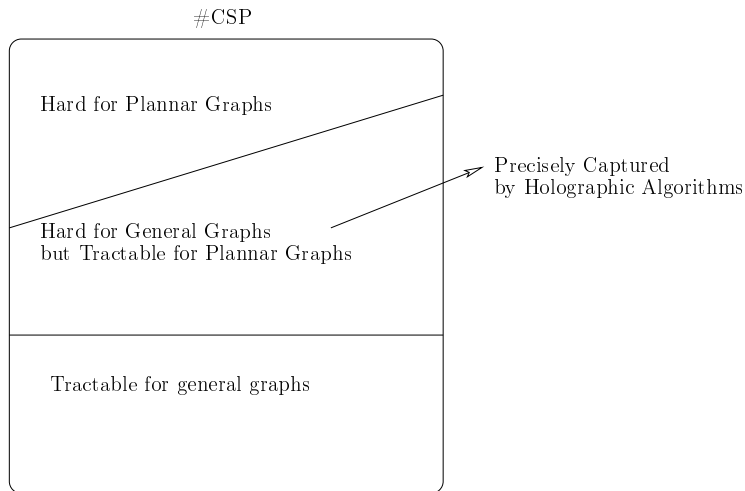 #CSP
Hard for Plannar Graphs
Precisely Captured
by Holographic Algorithms
Hard for General Graphs
but Tractable for Plannar Graphs
Tractable for general graphs